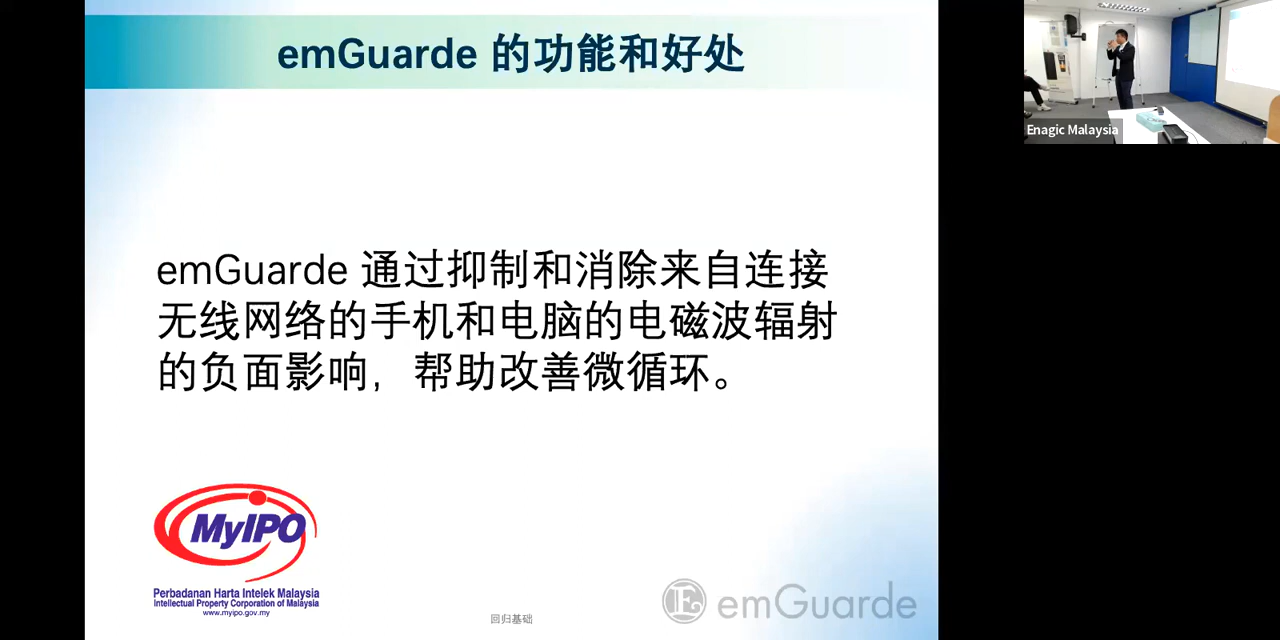 emGuarde 的功能和好处
Enagic Malaysia
emGuarde 通过抑制和消除来自连接
无线网络的手机和电脑的电磁波辐射
的负面影响，帮助改善微循环。
MyIPO
Perbadanan Harta Intelek Malaysia
Intellectual Property Corporation of Malaysia
www.myipo.gov.my
回归基础
E emGuarde